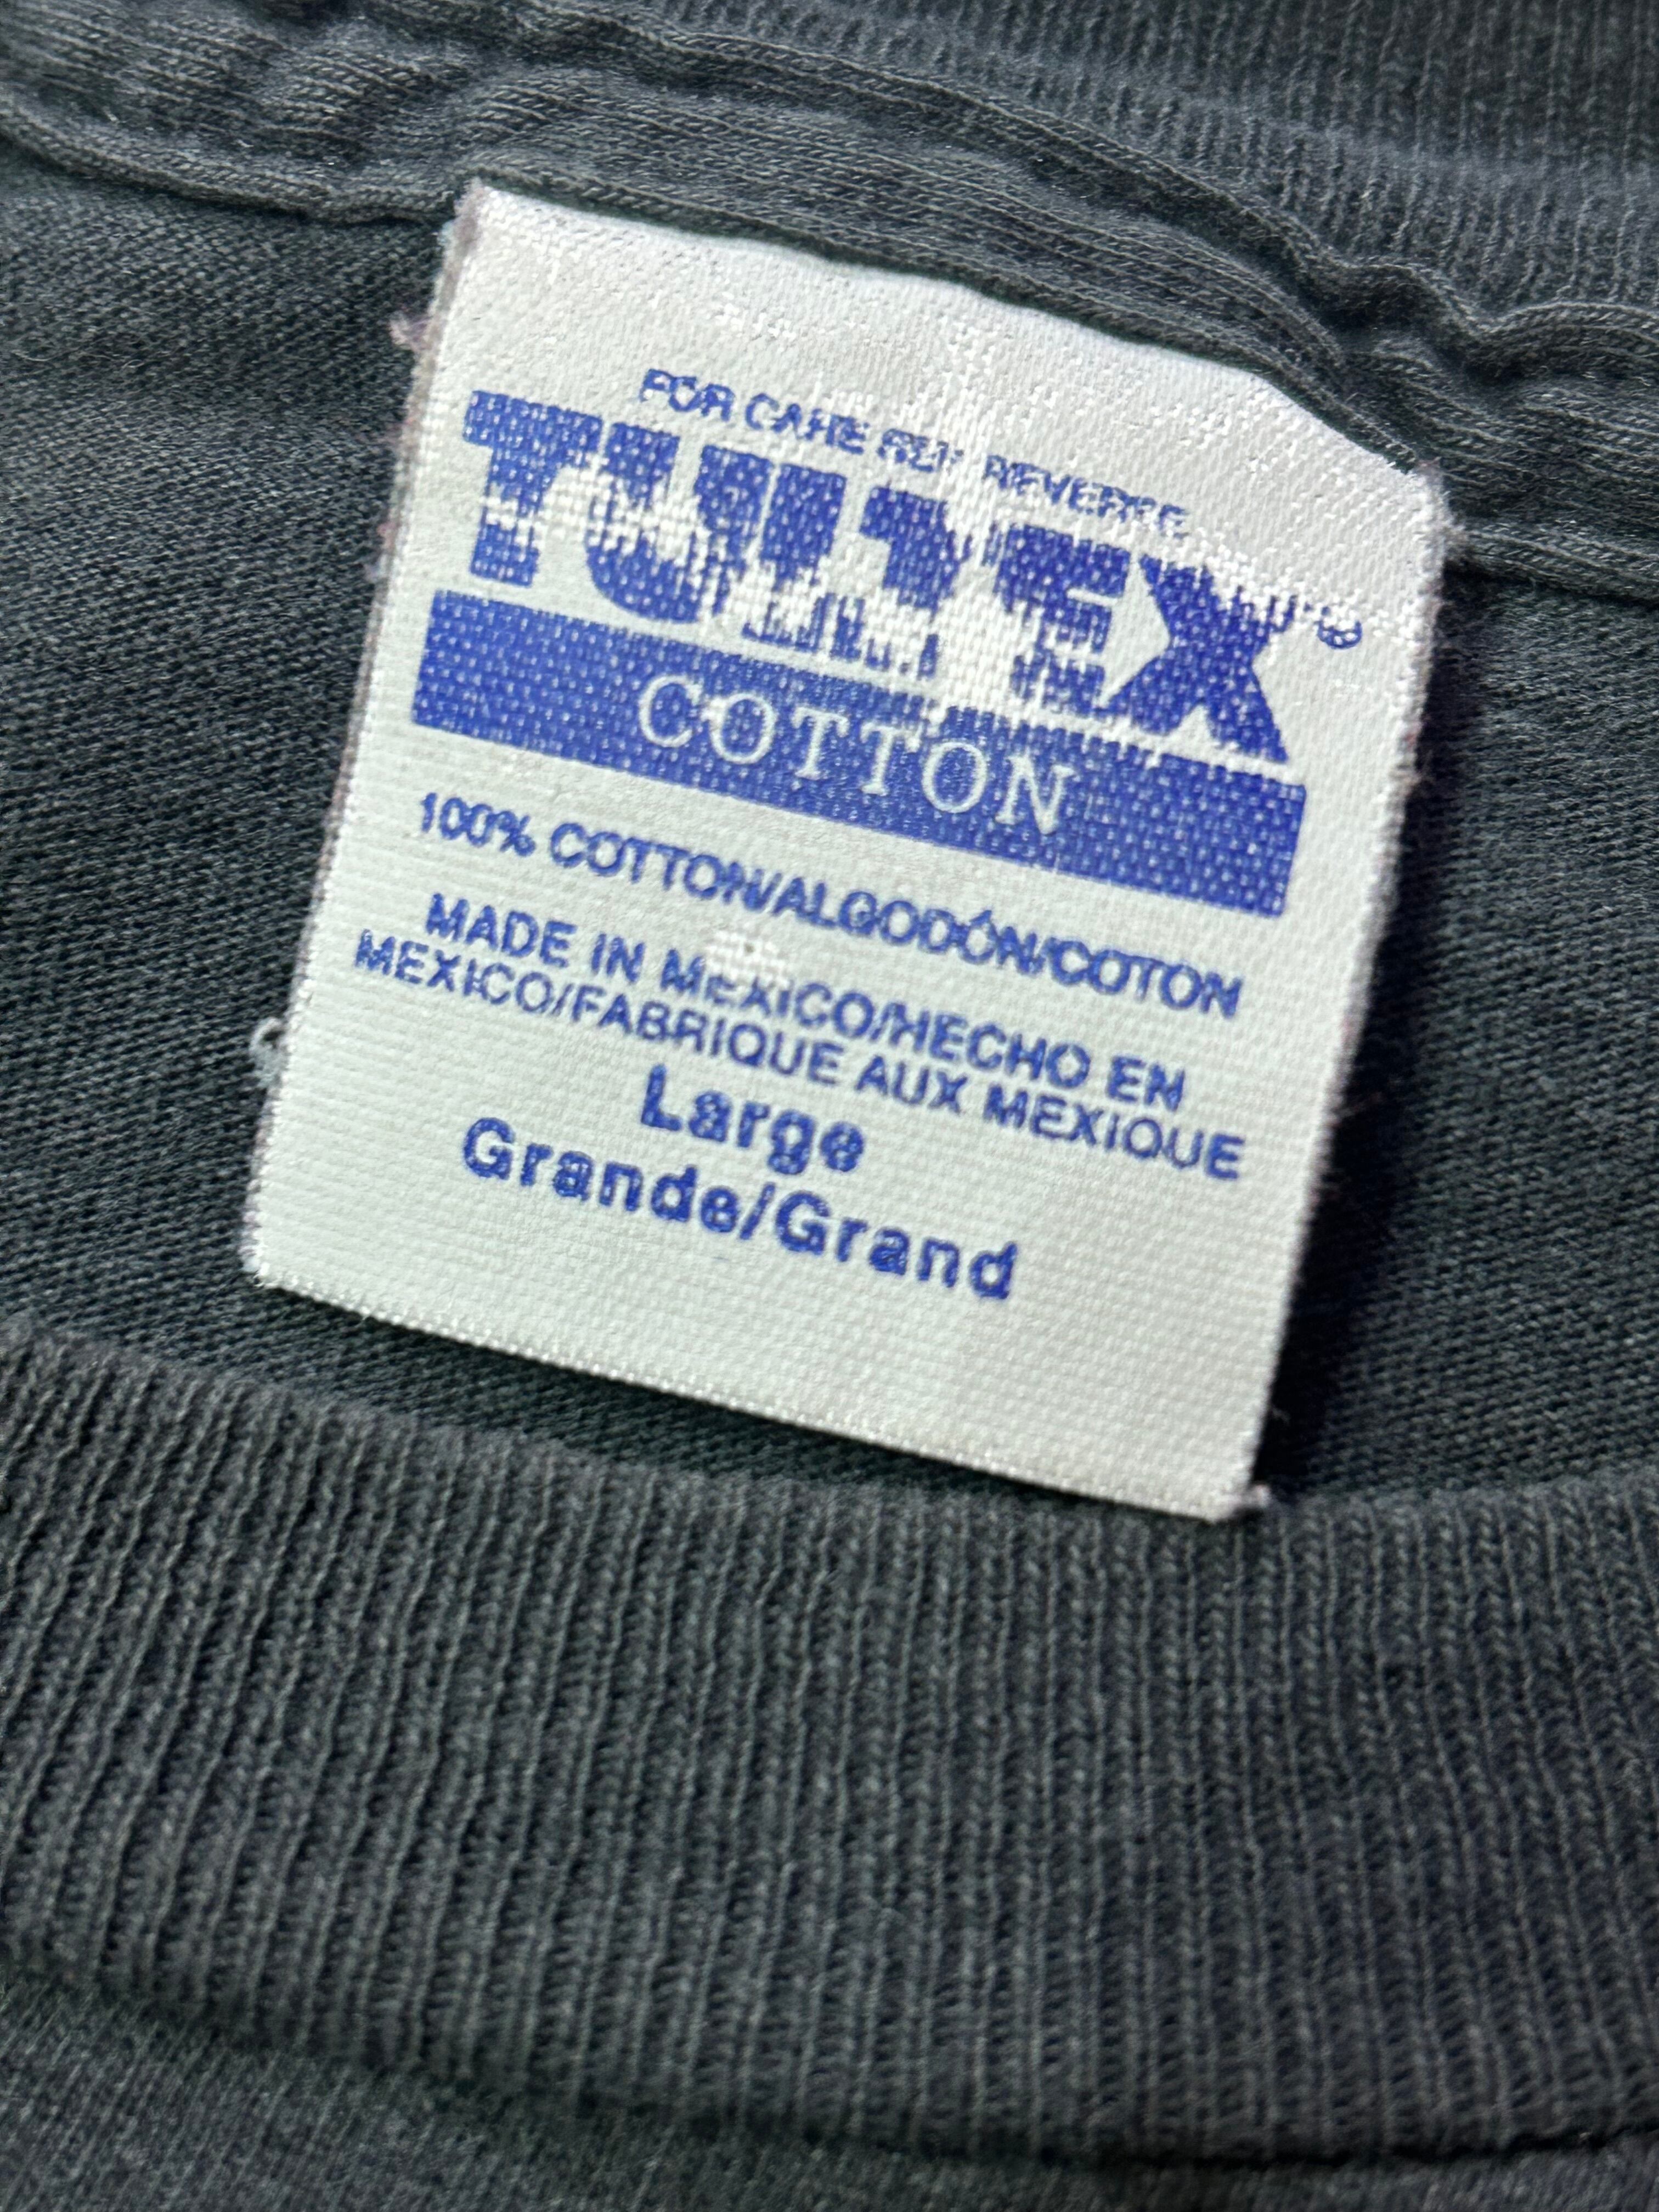 FOR CARE SEE REVERSE
TULTEX®
COTTON
100% COTTON/ALGODÓN/COTON
MADE IN MEXICO/HECHO EN
MEXICO/FABRIQUE AUX MEXIQUE
Large
Grande/Grand